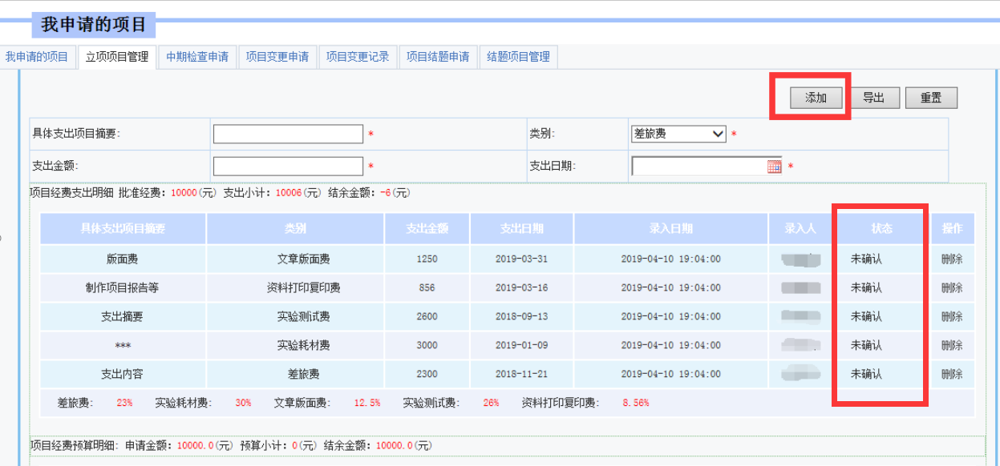 我申请的项目
我申请的项目 立项项目管理 中期检查申请 项目变更申请 项目变更记录 项目结题申请 结题项目管理
添加 导出 重置
具体支出项目摘要: * 类别: 差旅费 *
支出金额: * 支出日期: *
项目经费支出明细 批准经费：10000(元) 支出小计：10006(元) 结余金额：-6(元)
具体支出项目摘要 类别 支出金额 支出日期 录入日期 录入人 状态 操作
版面费 文章版面费 1250 2019-03-31 2019-04-10 19:04:00 未确认 删除
制作项目报告等 资料打印复印费 856 2019-03-16 2019-04-10 19:04:00 未确认 删除
支出摘要 实验测试费 2600 2018-09-13 2019-04-10 19:04:00 未确认 删除
*** 实验耗材费 3000 2019-01-09 2019-04-10 19:04:00 未确认 删除
支出内容 差旅费 2300 2018-11-21 2019-04-10 19:04:00 未确认 删除
差旅费: 23% 实验耗材费: 30% 文章版面费: 12.5% 实验测试费: 26% 资料打印复印费: 8.56%
项目经费预算明细: 申请金额：10000.0(元) 预算小计：0(元) 结余金额：10000.0(元)